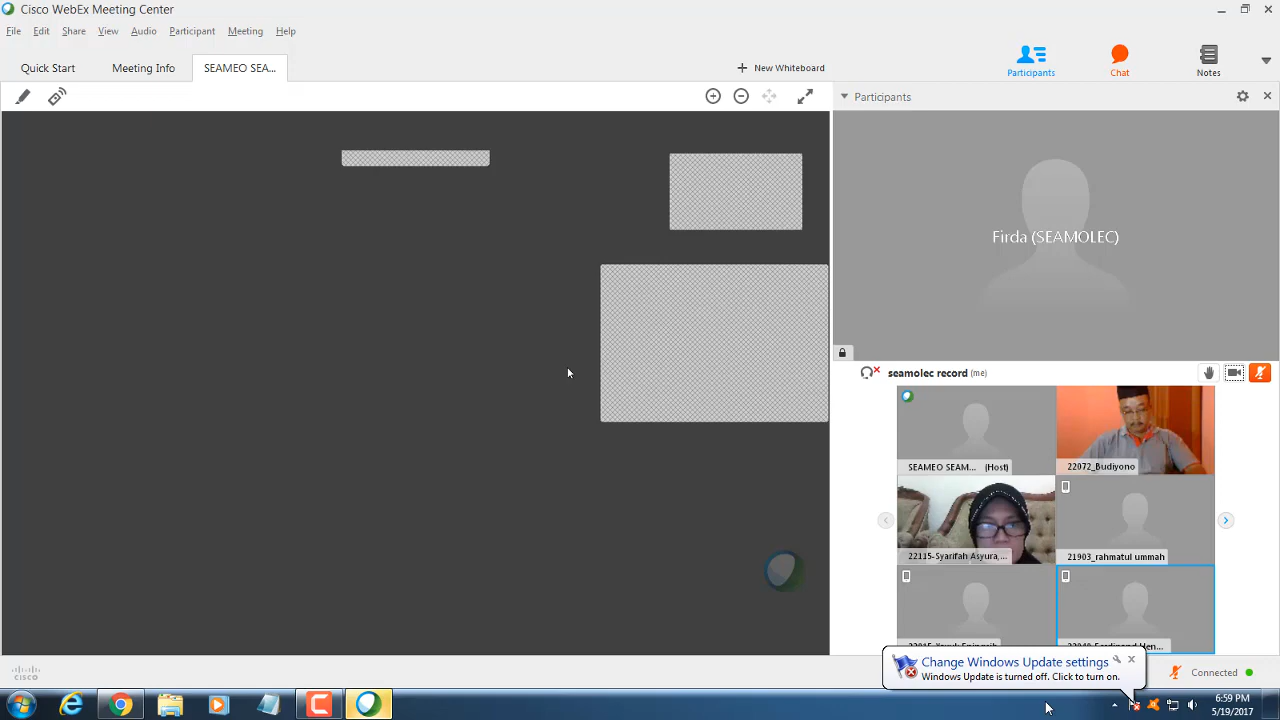 Cisco WebEx Meeting Center
File Edit Share View Audio Participant Meeting Help
Quick Start Meeting Info SEAMEO SEA... New Whiteboard
Participants Chat Notes
Participants
Firda (SEAMOLEC)
seamolec record (me)
SEAMEO SEAM... (Host)
22072_Budiyono
22115-Syarifah Asyura,...
21903_rahmatul ummah
Change Windows Update settings
Windows Update is turned off. Click to turn on.
Connected
cisco
6:59 PM
5/19/2017